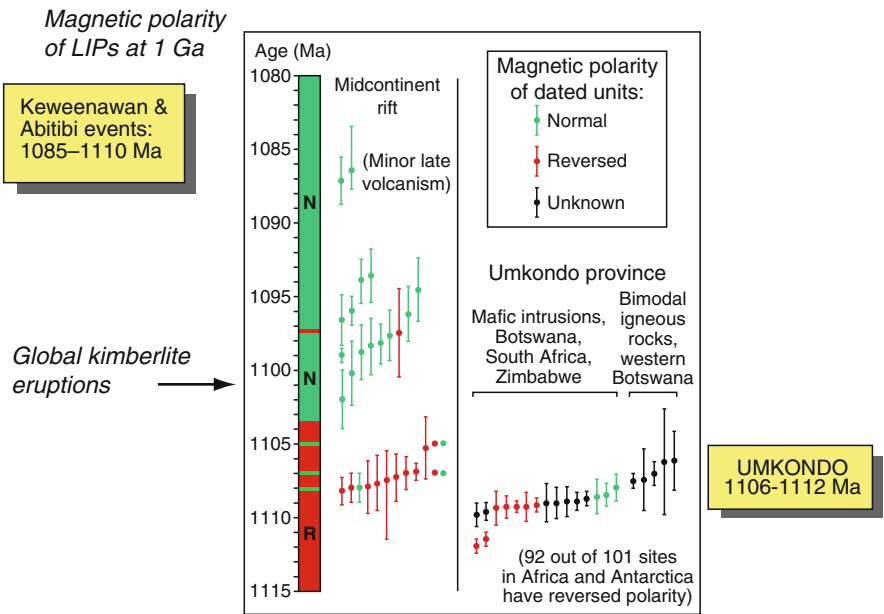 Magnetic polarity
of LIPs at 1 Ga
Keweenawan &
Abitibi events:
1085–1110 Ma
Global kimberlite
eruptions
Age (Ma)
1080
1085
1090
1095
1100
1105
1110
1115
N
N
R
Midcontinent
rift
(Minor late
volcanism)
Magnetic polarity
of dated units:
Normal
Reversed
Unknown
Umkondo province
Mafic intrusions,
Botswana,
South Africa,
Zimbabwe
Bimodal
igneous
rocks,
western
Botswana
(92 out of 101 sites
in Africa and Antarctica
have reversed polarity)
UMKONDO
1106-1112 Ma